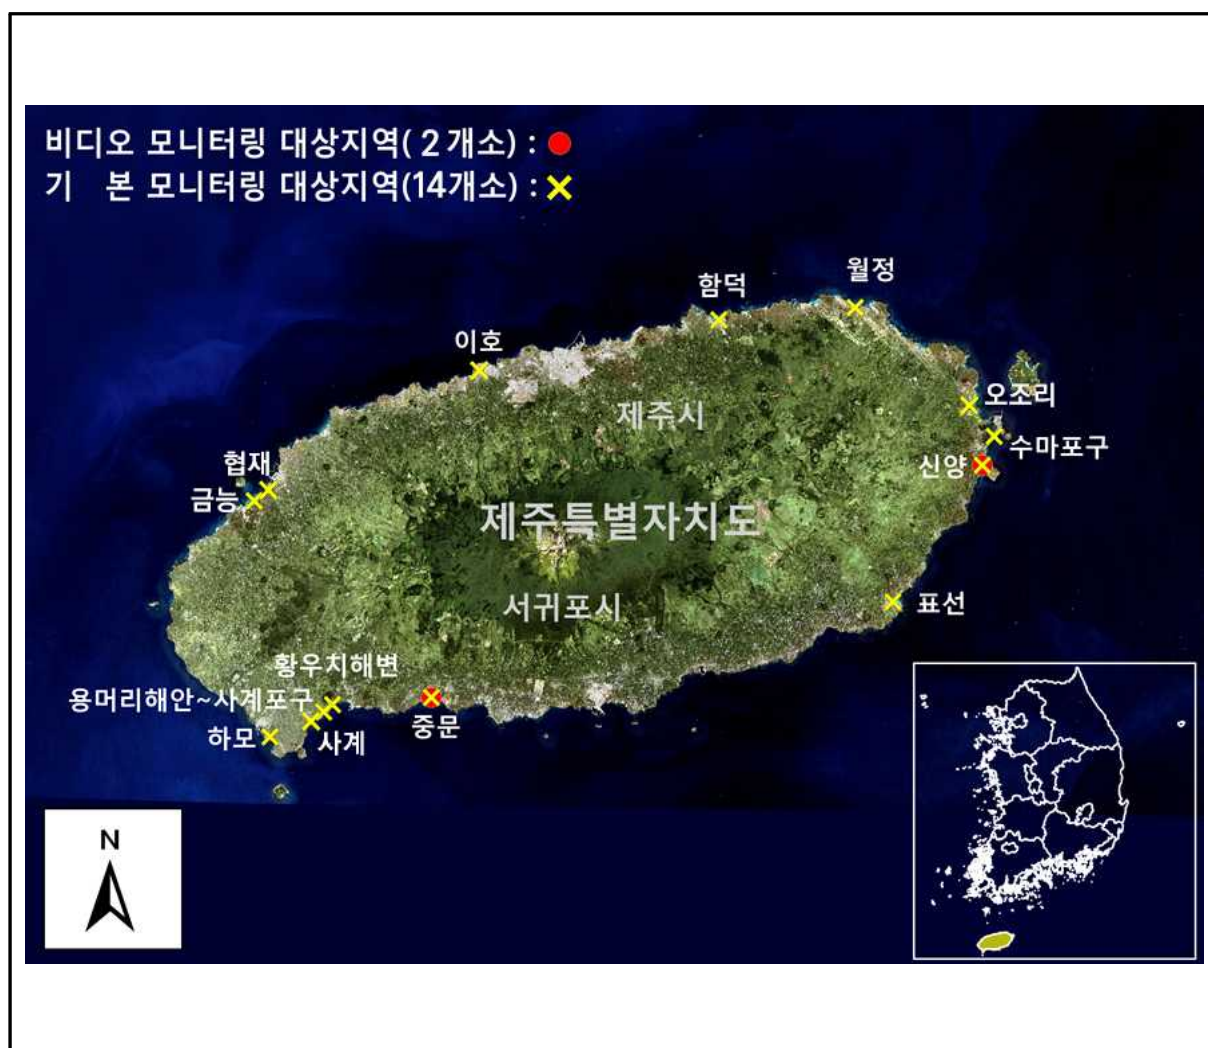 비디오 모니터링 대상지역( 2 개소) :
기 본 모니터링 대상지역(14개소) :
월정
함덕
이호
오조리
제주시
수마포구
협재
신양
금능
제주특별자치도
서귀포시
표선
황우치해변
용머리해안~사계포구
중문
하모
사계
N